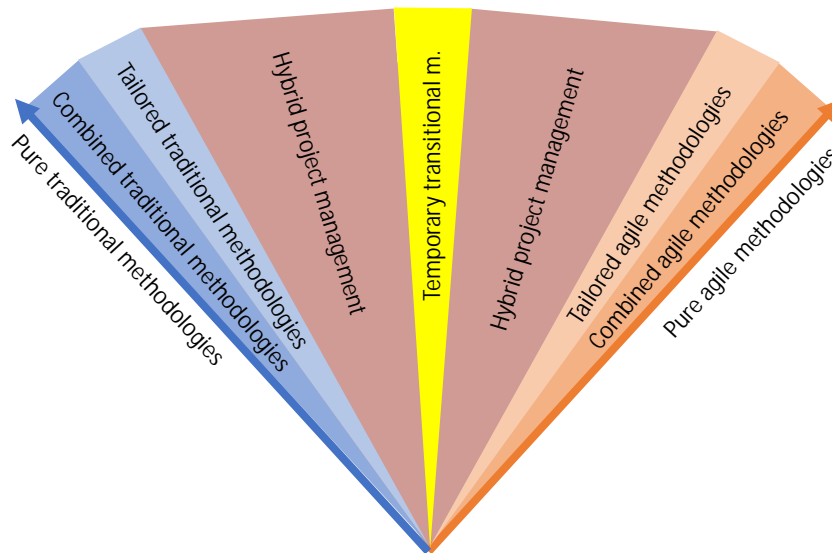 Pure traditional methodologies
Combined traditional methodologies
Tailored traditional methodologies
Hybrid project management
Temporary transitional m.
Hybrid project management
Tailored agile methodologies
Combined agile methodologies
Pure agile methodologies